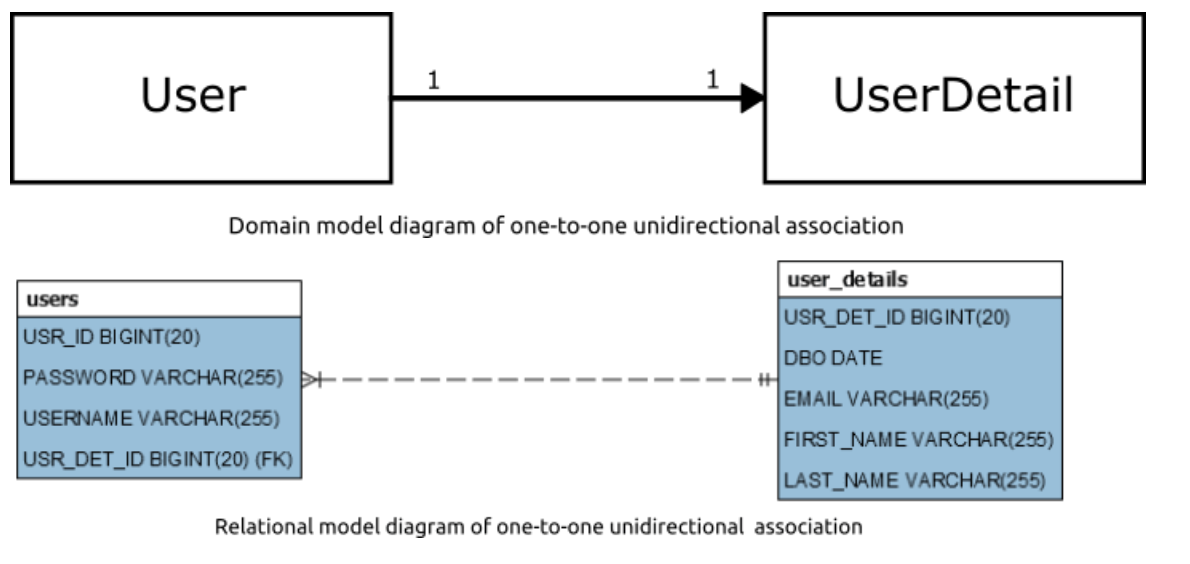 User
1
1
UserDetail
Domain model diagram of one-to-one unidirectional association
users
USR_ID BIGINT(20)
PASSWORD VARCHAR(255)
USERNAME VARCHAR(255)
USR_DET_ID BIGINT(20) (FK)
user_details
USR_DET_ID BIGINT(20)
DBO DATE
EMAIL VARCHAR(255)
FIRST_NAME VARCHAR(255)
LAST_NAME VARCHAR(255)
Relational model diagram of one-to-one unidirectional association